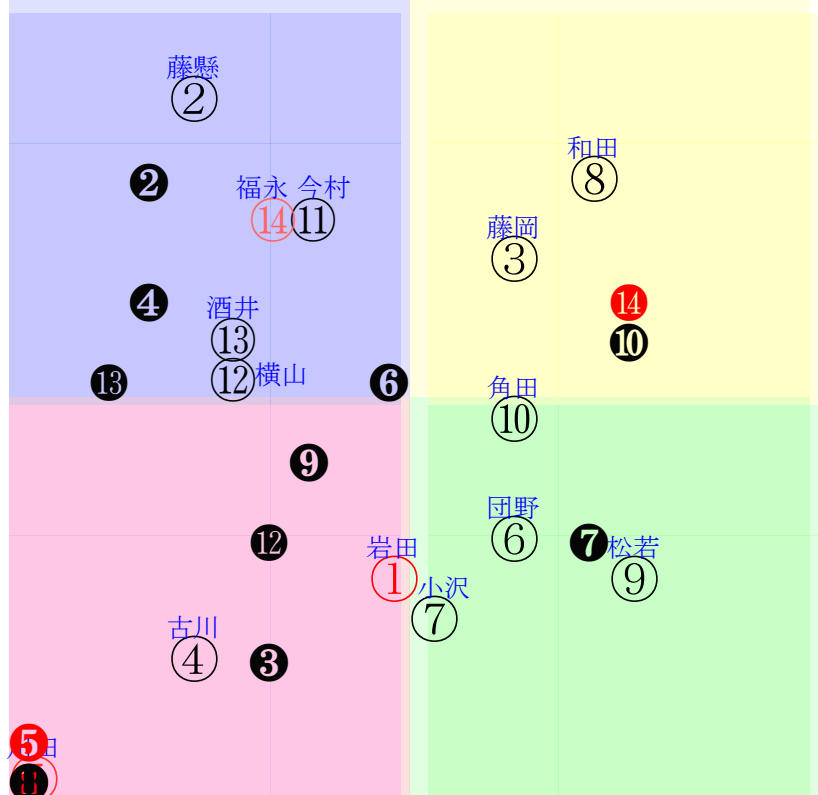 藤懸
②
和田
⑧
❷
福永 今村
⑭⑪
藤岡
③
❹
酒井
⑬
⓮
❿
⓭
⑫横山
❻
角田
⑩
❾
団野
⑥
⓬
❼
岩田
①
松若
⑨
小沢
⑦
古川
④
❸
❺
田